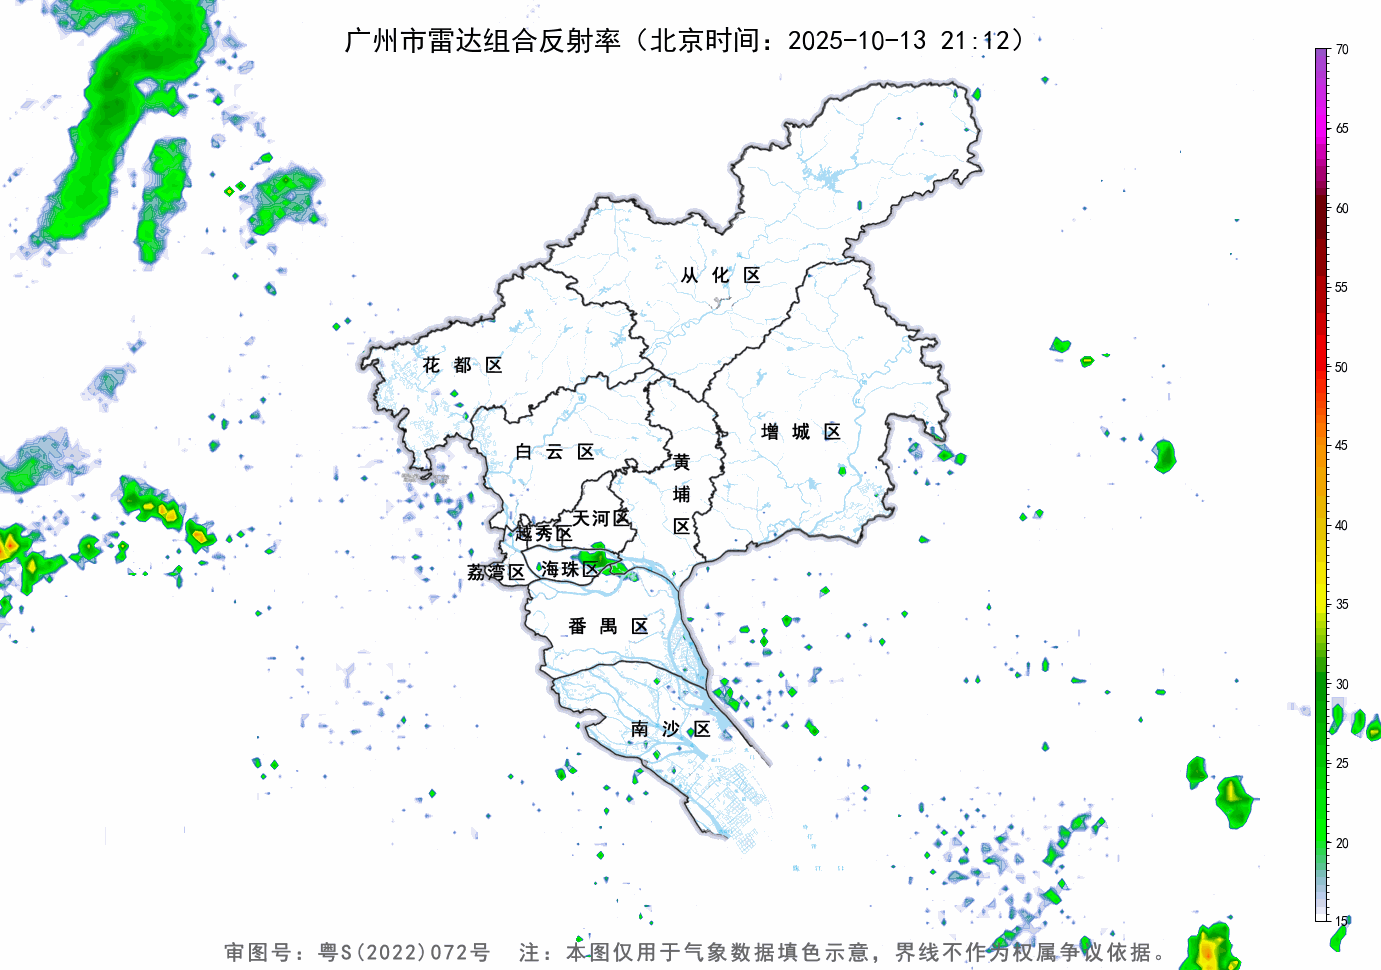 广州市雷达组合反射率（北京时间：2025-10-13 21:12）
70
65
60
55
50
45
40
35
30
25
20
15
从化区
花都区
增城区
白云区
黄埔区
天河区
越秀区
海珠区
荔湾区
番禺区
南沙区
审图号：粤S(2022)072号 注：本图仅用于气象数据填色示意，界线不作为权属争议依据。